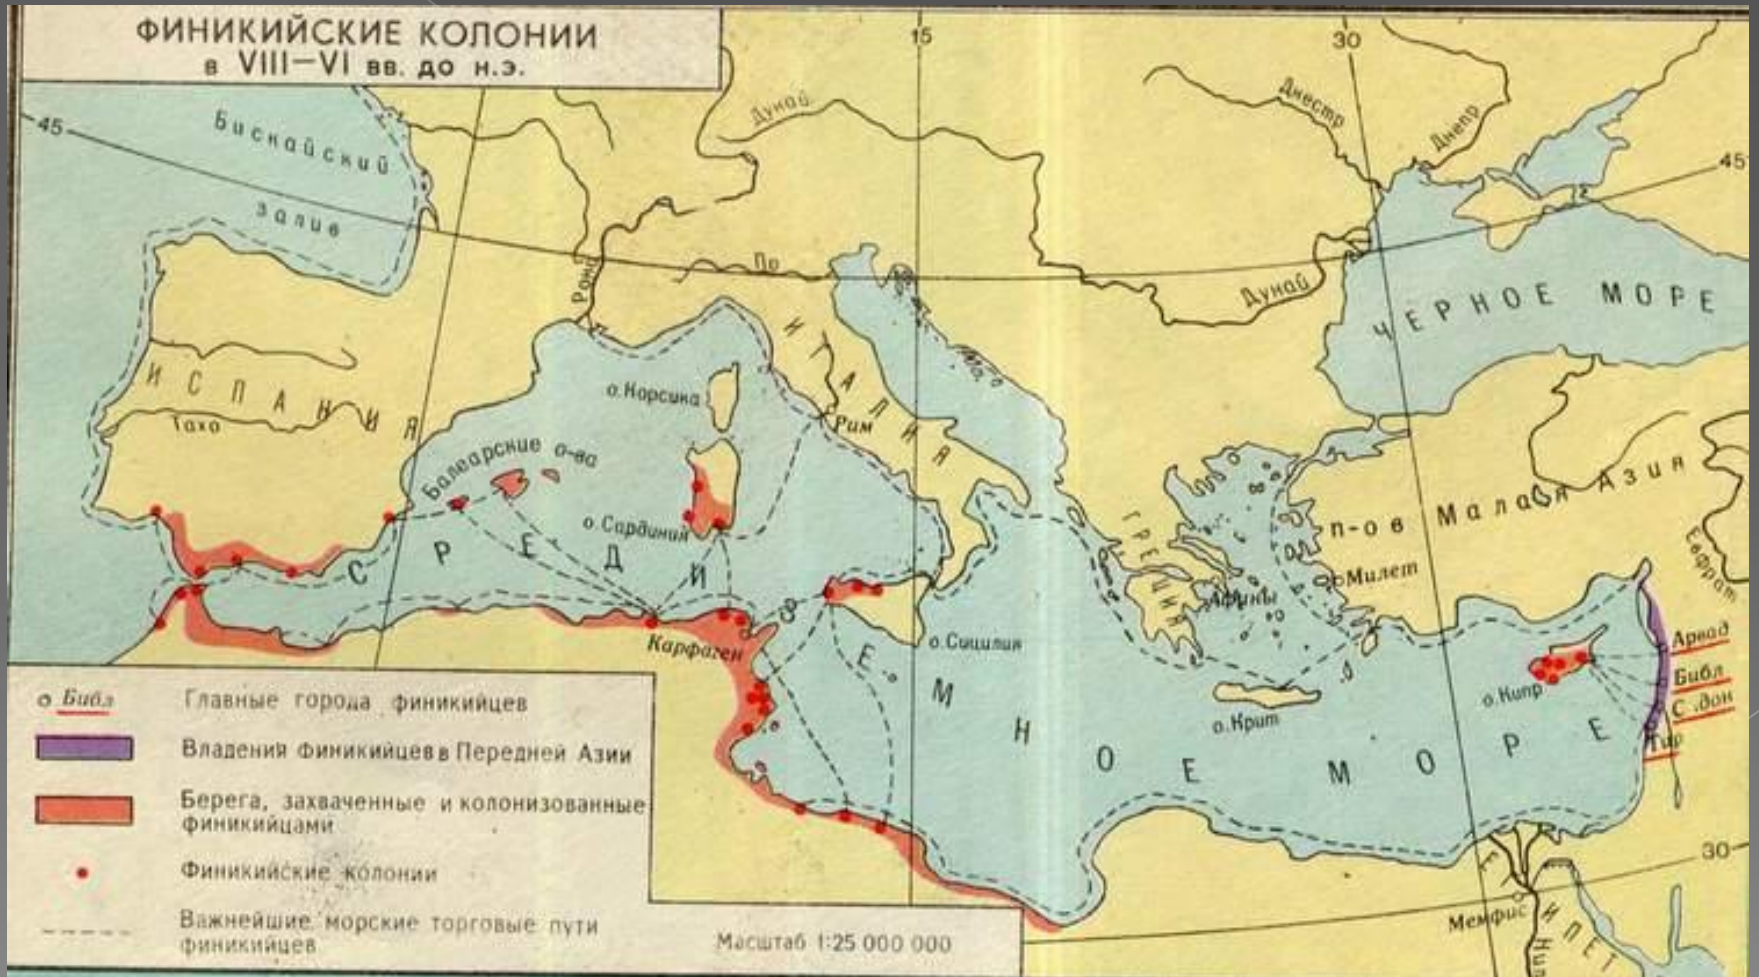 ФИНИКИЙСКИЕ КОЛОНИИ
в VIII—VI вв. до н.э.
15
30
45
45
Бискайский
залив
Дунай
Днестр
Днепр
Рона
По
Дунай
ЧЕРНОЕ МОРЕ
ИСПАНИЯ
Тахо
ИТАЛИЯ
о.Корсика
Рим
Балеарские о-ва
о.Сардиния
ГРЕЦИЯ
п-ов Малая Азия
Евфрат
Милет
Афины
СРЕДИЗЕМНОЕ МОРЕ
Карфаген
о.Сицилия
о.Крит
о.Кипр
Арвад
Библ
С .дон
Тир
30
Мемфис
ЕГИПЕТ
Библ
Главные города финикийцев
Владения финикийцев в Передней Азии
Берега, захваченные и колонизованные
финикийцами
Финикийские колонии
Важнейшие морские торговые пути
финикийцев
Масштаб 1:25 000 000